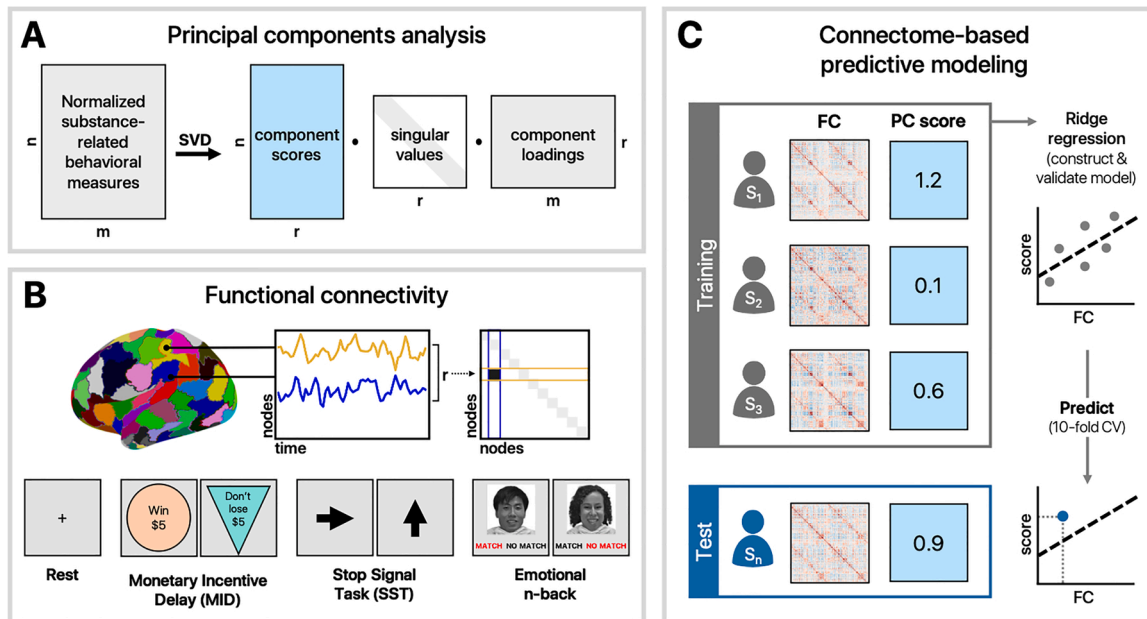 A
Principal components analysis
n
Normalized
substance-
related
behavioral
measures
m
SVD
n
component
scores
r
•
singular
values
r
•
component
loadings
r
m
B
Functional connectivity
nodes
time
r
nodes
nodes
+
Rest
Win
$5
Don't
lose
$5
Monetary Incentive
Delay (MID)
Stop Signal
Task (SST)
MATCH NO MATCH
MATCH NO MATCH
Emotional
n-back
C
Connectome-based
predictive modeling
Training
FC
PC score
S1
1.2
S2
0.1
S3
0.6
Ridge
regression
(construct &
validate model)
score
FC
Predict
(10-fold CV)
Test
Sn
0.9
score
FC